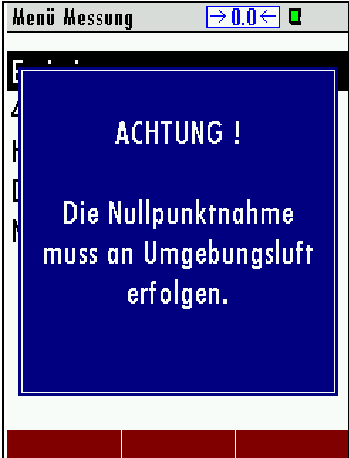 Menü Messung →0.0←
ACHTUNG !
Die Nullpunktnahme
muss an Umgebungsluft
erfolgen.